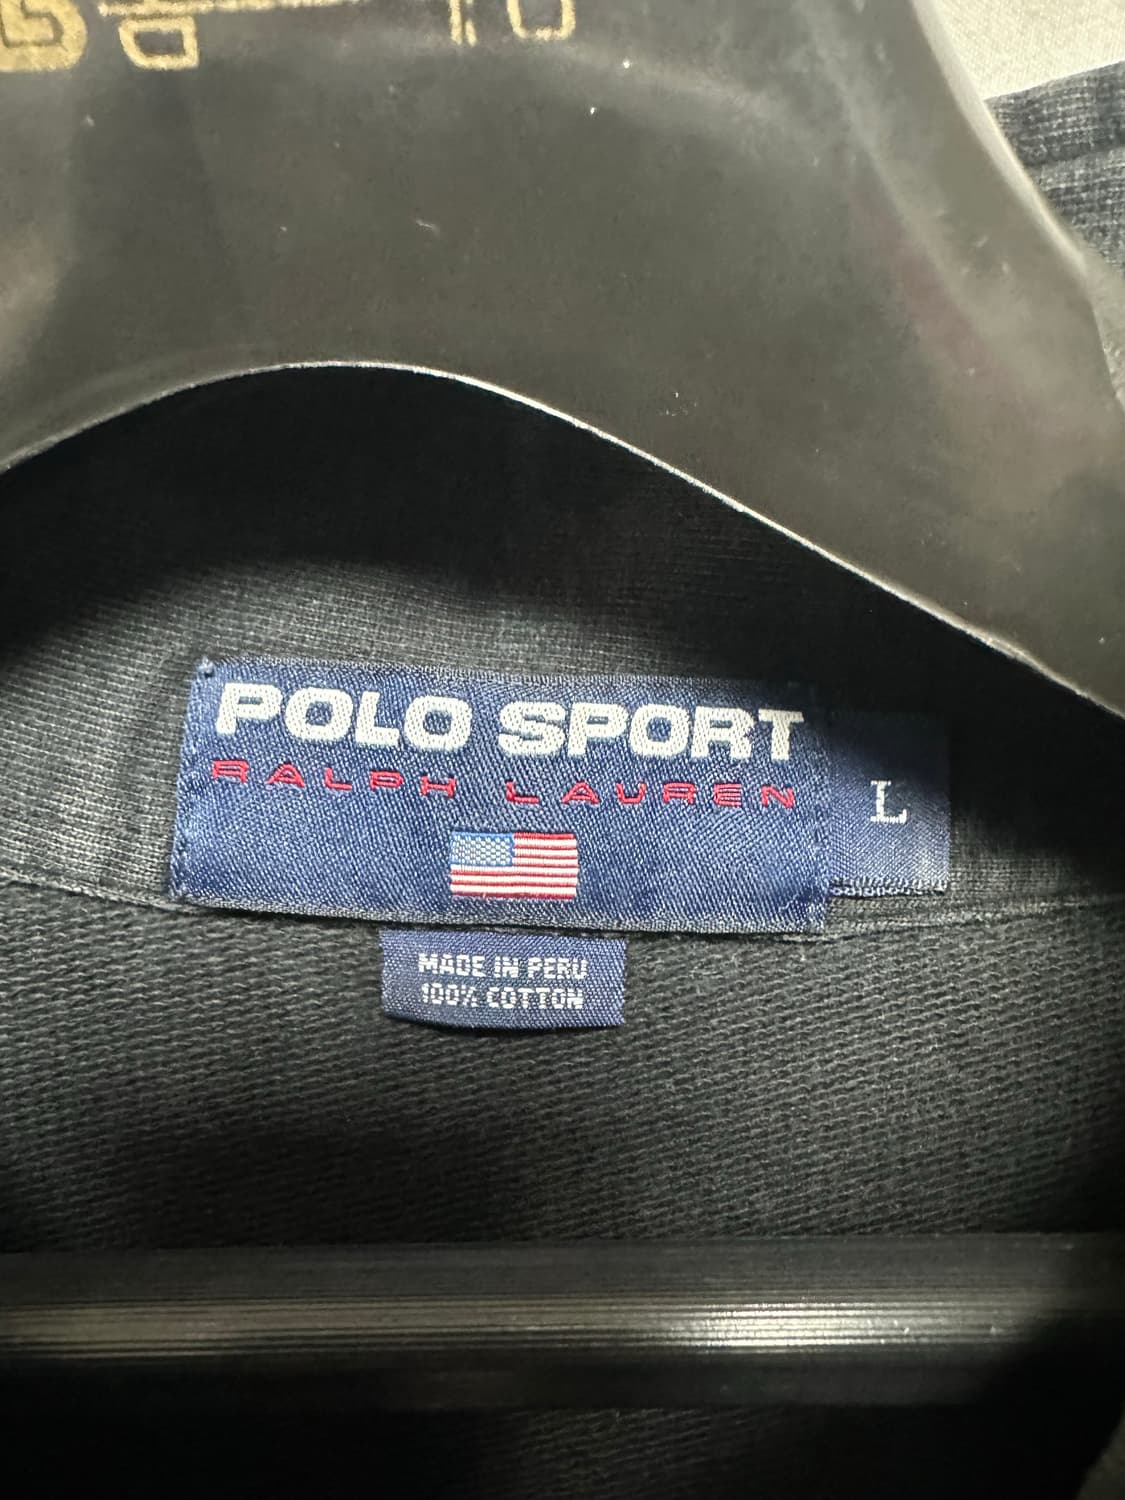 POLO SPORT
RALPH LAUREN
L
MADE IN PERU
100% COTTON